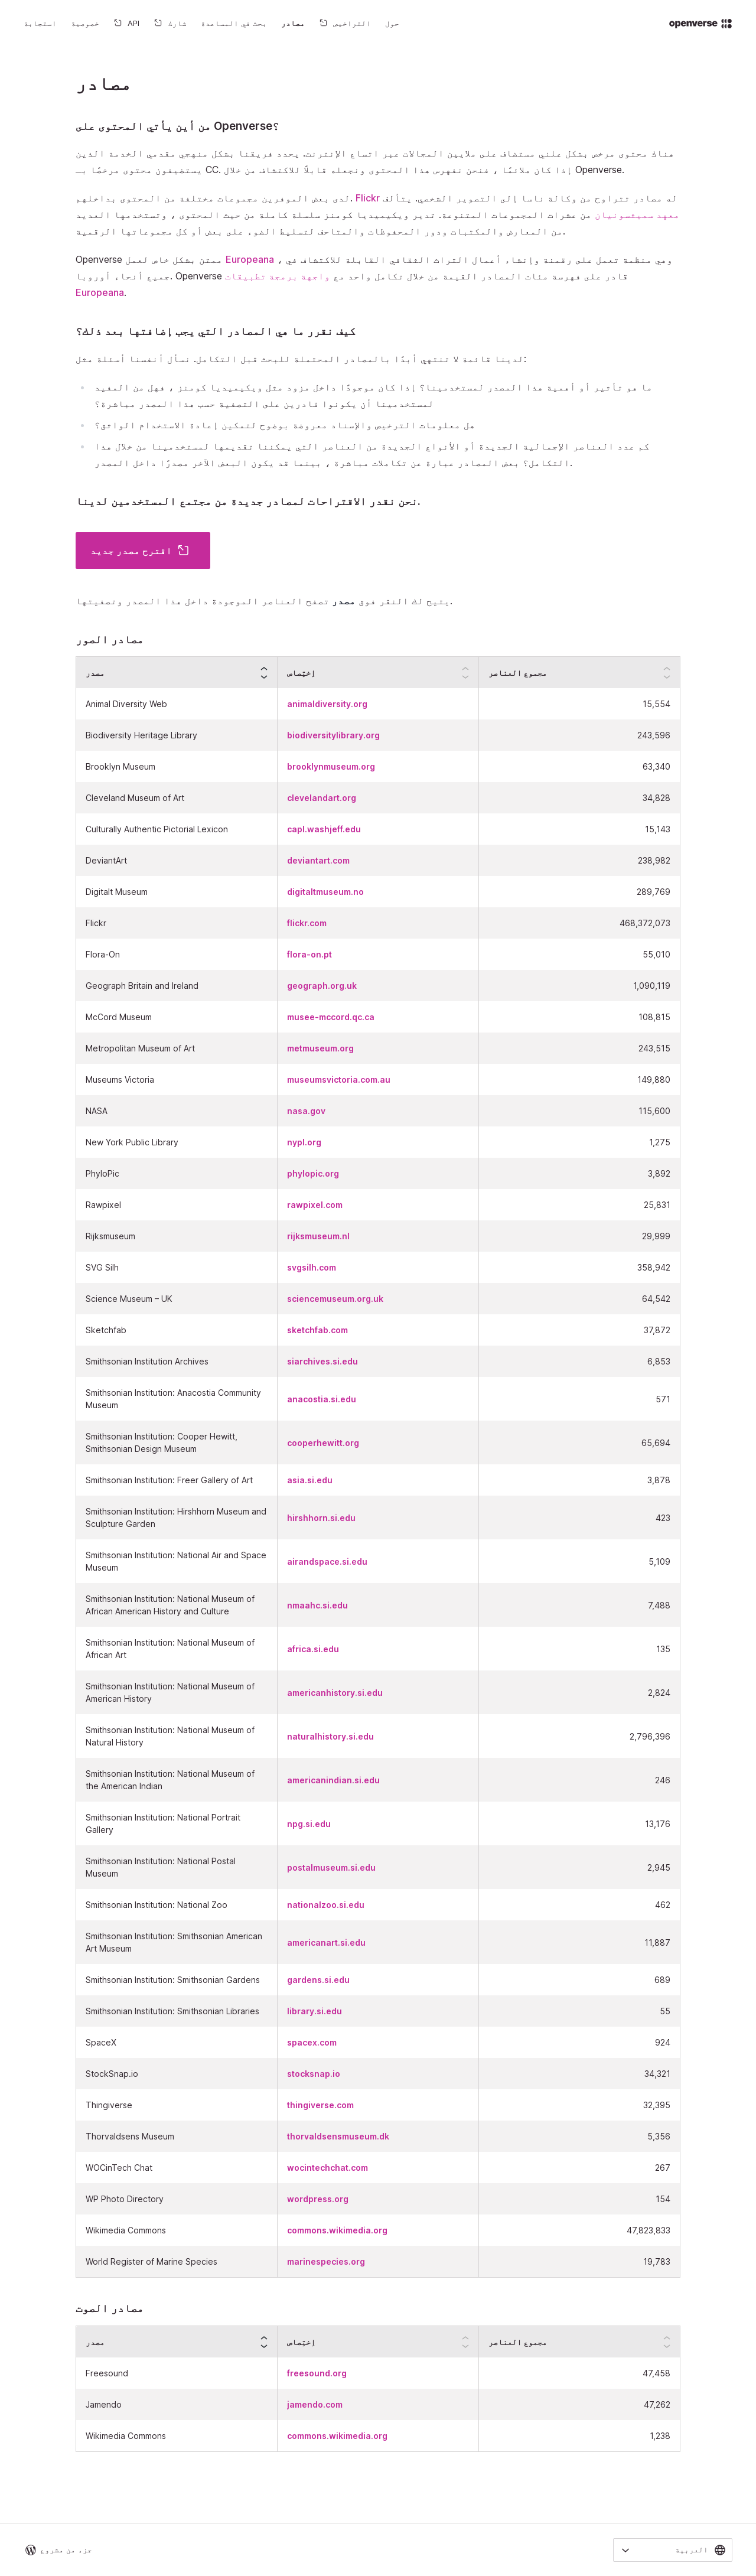 openverse
حول
التراخيص
مصادر
بحث في المساعدة
شارك
API
خصوصية
استجابة
مصادر
من أين يأتي المحتوى على Openverse؟
هناك محتوى مرخص بشكل علني مستضاف على ملايين المجالات عبر اتساع الإنترنت. يحدد فريقنا بشكل منهجي مقدمي الخدمة الذين
يستضيفون محتوى مرخصًا بـ CC. إذا كان ملائمًا ، فنحن نفهرس هذا المحتوى ونجعله قابلاً للاكتشاف من خلال Openverse.
لدى بعض الموفرين مجموعات مختلفة من المحتوى بداخلهم. Flickr له مصادر تتراوح من وكالة ناسا إلى التصوير الشخصي. يتألف
معهد سميثسونيان من عشرات المجموعات المتنوعة. تدير ويكيميديا كومنز سلسلة كاملة من حيث المحتوى ، وتستخدمها العديد
من المعارض والمكتبات ودور المحفوظات والمتاحف لتسليط الضوء على بعض أو كل مجموعاتها الرقمية.
Openverse ممتن بشكل خاص لعمل Europeana ، وهي منظمة تعمل على رقمنة وإنشاء أعمال التراث الثقافي القابلة للاكتشاف في
جميع أنحاء أوروبا. Openverse قادر على فهرسة مئات المصادر القيمة من خلال تكامل واحد مع واجهة برمجة تطبيقات
Europeana.
كيف نقرر ما هي المصادر التي يجب إضافتها بعد ذلك؟
لدينا قائمة لا تنتهي أبدًا بالمصادر المحتملة للبحث قبل التكامل. نسأل أنفسنا أسئلة مثل:
ما هو تأثير أو أهمية هذا المصدر لمستخدمينا؟ إذا كان موجودًا داخل مزود مثل ويكيميديا كومنز ، فهل من المفيد
لمستخدمينا أن يكونوا قادرين على التصفية حسب هذا المصدر مباشرة؟
هل معلومات الترخيص والإسناد معروضة بوضوح لتمكين إعادة الاستخدام الواثق؟
كم عدد العناصر الإجمالية الجديدة أو الأنواع الجديدة من العناصر التي يمكننا تقديمها لمستخدمينا من خلال هذا
التكامل؟ بعض المصادر عبارة عن تكاملات مباشرة ، بينما قد يكون البعض الآخر مصدرًا داخل المصدر.
نحن نقدر الاقتراحات لمصادر جديدة من مجتمع المستخدمين لدينا.
اقترح مصدر جديد
يتيح لك النقر فوق مصدر تصفح العناصر الموجودة داخل هذا المصدر وتصفيتها.
مصادر الصور
مصدر إختِصاص مجموع العناصر
Animal Diversity Web animaldiversity.org 15,554
Biodiversity Heritage Library biodiversitylibrary.org 243,596
Brooklyn Museum brooklynmuseum.org 63,340
Cleveland Museum of Art clevelandart.org 34,828
Culturally Authentic Pictorial Lexicon capl.washjeff.edu 15,143
DeviantArt deviantart.com 238,982
Digitalt Museum digitaltmuseum.no 289,769
Flickr flickr.com 468,372,073
Flora-On flora-on.pt 55,010
Geograph Britain and Ireland geograph.org.uk 1,090,119
McCord Museum musee-mccord.qc.ca 108,815
Metropolitan Museum of Art metmuseum.org 243,515
Museums Victoria museumsvictoria.com.au 149,880
NASA nasa.gov 115,600
New York Public Library nypl.org 1,275
PhyloPic phylopic.org 3,892
Rawpixel rawpixel.com 25,831
Rijksmuseum rijksmuseum.nl 29,999
SVG Silh svgsilh.com 358,942
Science Museum – UK sciencemuseum.org.uk 64,542
Sketchfab sketchfab.com 37,872
Smithsonian Institution Archives siarchives.si.edu 6,853
Smithsonian Institution: Anacostia Community
Museum anacostia.si.edu 571
Smithsonian Institution: Cooper Hewitt,
Smithsonian Design Museum cooperhewitt.org 65,694
Smithsonian Institution: Freer Gallery of Art asia.si.edu 3,878
Smithsonian Institution: Hirshhorn Museum and
Sculpture Garden hirshhorn.si.edu 423
Smithsonian Institution: National Air and Space
Museum airandspace.si.edu 5,109
Smithsonian Institution: National Museum of
African American History and Culture nmaahc.si.edu 7,488
Smithsonian Institution: National Museum of
African Art africa.si.edu 135
Smithsonian Institution: National Museum of
American History americanhistory.si.edu 2,824
Smithsonian Institution: National Museum of
Natural History naturalhistory.si.edu 2,796,396
Smithsonian Institution: National Museum of
the American Indian americanindian.si.edu 246
Smithsonian Institution: National Portrait
Gallery npg.si.edu 13,176
Smithsonian Institution: National Postal
Museum postalmuseum.si.edu 2,945
Smithsonian Institution: National Zoo nationalzoo.si.edu 462
Smithsonian Institution: Smithsonian American
Art Museum americanart.si.edu 11,887
Smithsonian Institution: Smithsonian Gardens gardens.si.edu 689
Smithsonian Institution: Smithsonian Libraries library.si.edu 55
SpaceX spacex.com 924
StockSnap.io stocksnap.io 34,321
Thingiverse thingiverse.com 32,395
Thorvaldsens Museum thorvaldsensmuseum.dk 5,356
WOCinTech Chat wocintechchat.com 267
WP Photo Directory wordpress.org 154
Wikimedia Commons commons.wikimedia.org 47,823,833
World Register of Marine Species marinespecies.org 19,783
مصادر الصوت
مصدر إختِصاص مجموع العناصر
Freesound freesound.org 47,458
Jamendo jamendo.com 47,262
Wikimedia Commons commons.wikimedia.org 1,238
جزء من مشروع
العربية